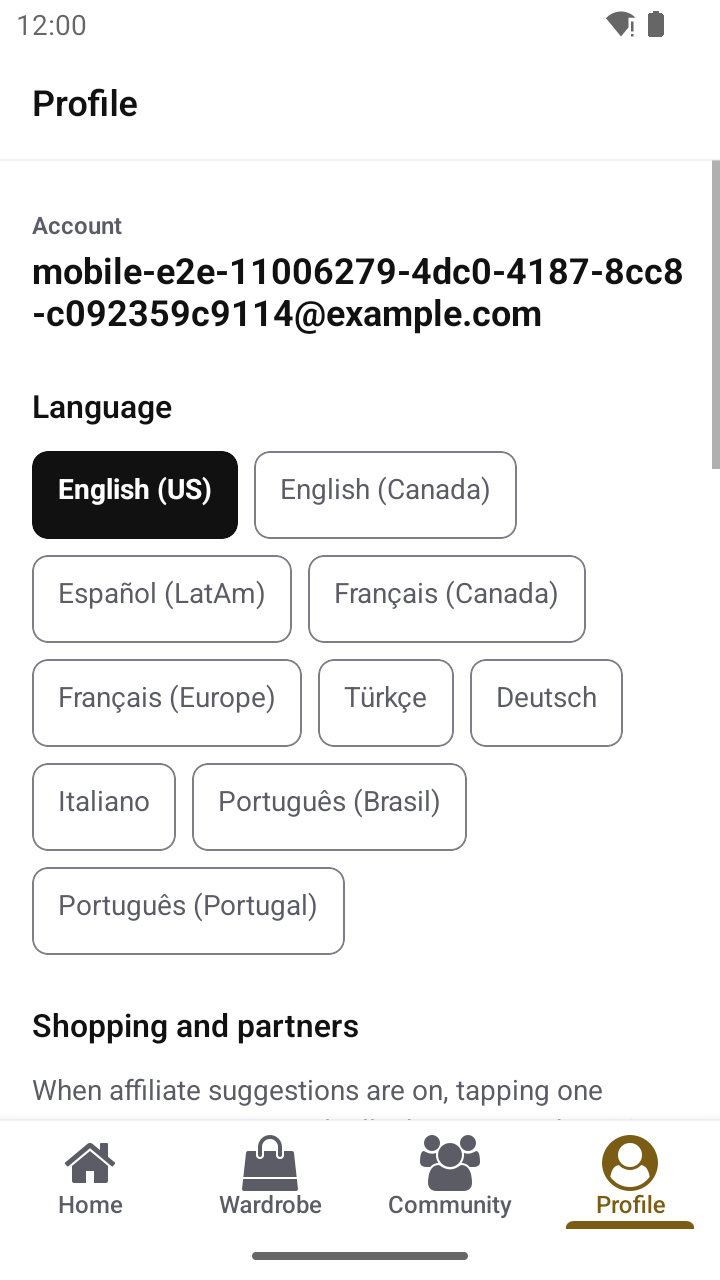 12:00
Profile
Account
mobile-e2e-11006279-4dc0-4187-8cc8
-c092359c9114@example.com
Language
English (US)
English (Canada)
Español (LatAm)
Français (Canada)
Français (Europe)
Türkçe
Deutsch
Italiano
Português (Brasil)
Português (Portugal)
Shopping and partners
When affiliate suggestions are on, tapping one
Home
Wardrobe
Community
Profile